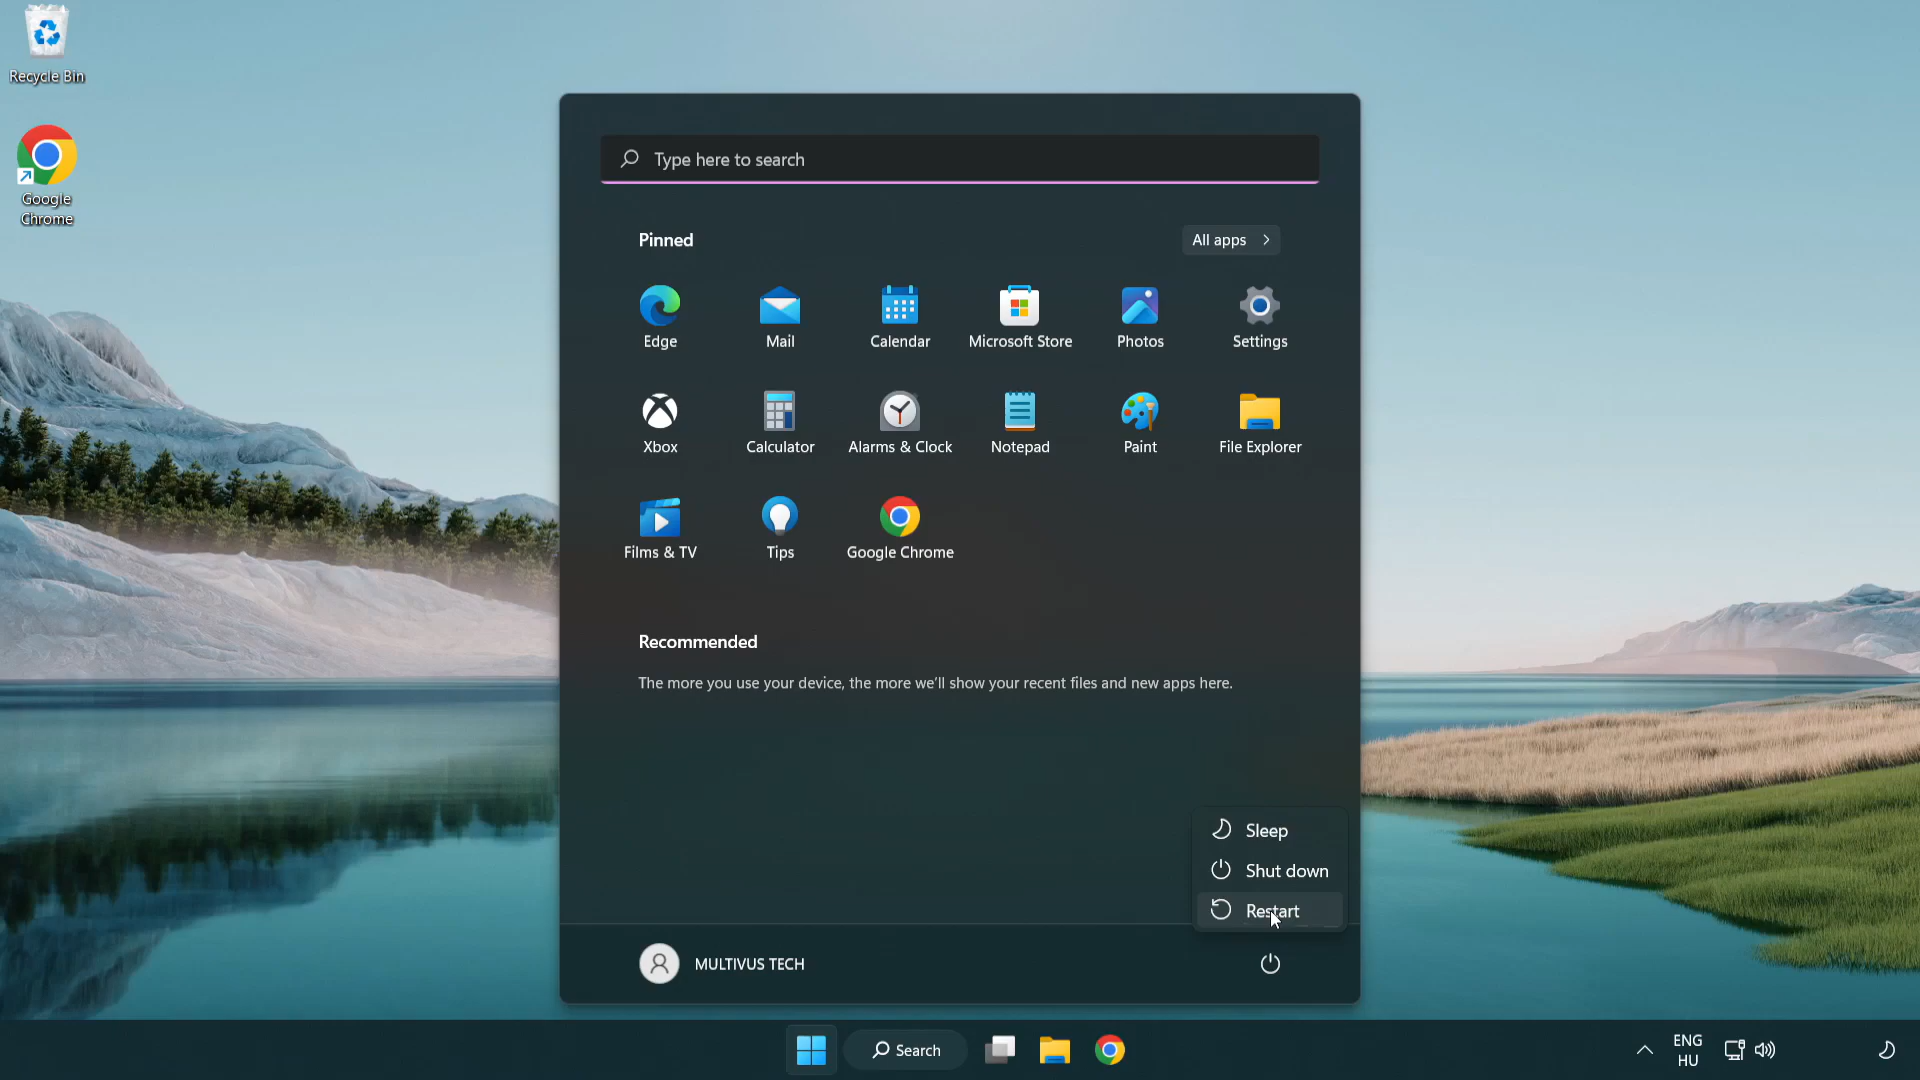 Recycle Bin
Google
Chrome
Type here to search
Pinned
All apps
Edge
Mail
Calendar
Microsoft Store
Photos
Settings
Xbox
Calculator
Alarms & Clock
Notepad
Paint
File Explorer
Films & TV
Tips
Google Chrome
Recommended
The more you use your device, the more we'll show your recent files and new apps here.
Sleep
Shut down
Restart
MULTIVUS TECH
Search
ENG
HU